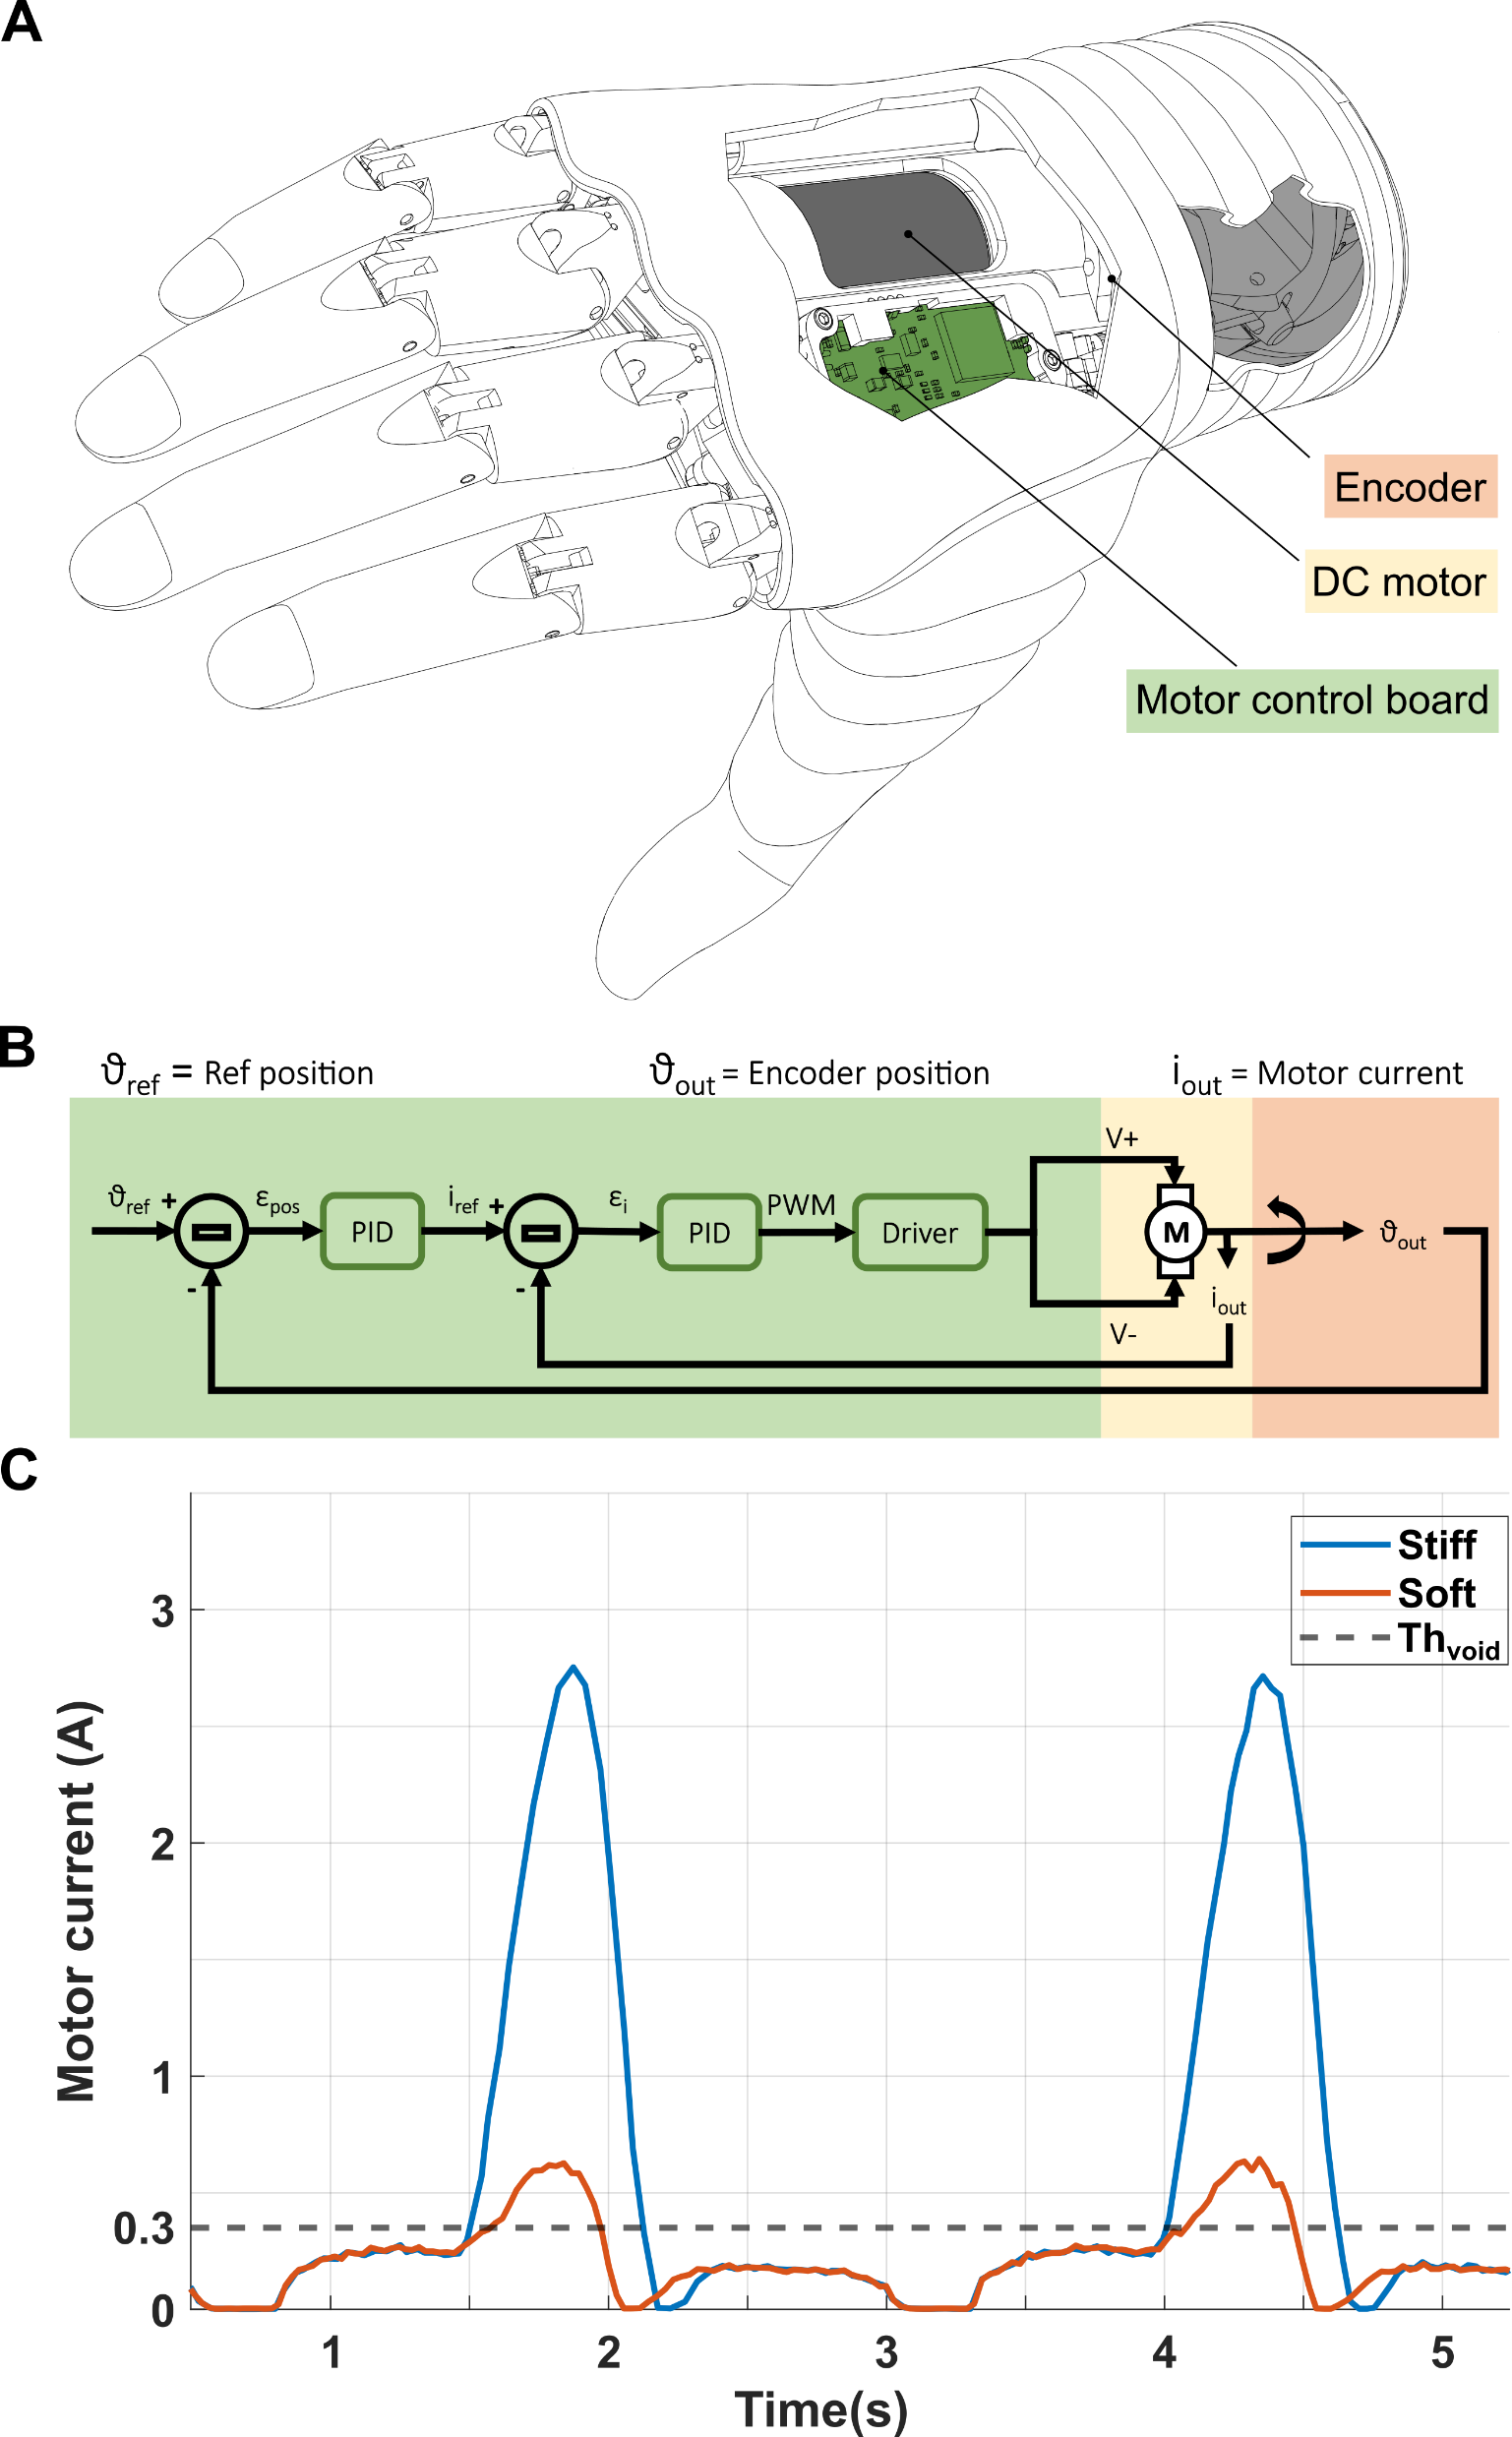 A
Encoder
DC motor
Motor control board
B
ϑref = Ref position
ϑout = Encoder position
iout = Motor current
V+
ϑref +
εpos
PID
iref +
εi
PID
PWM
Driver
M
ϑout
-
-
iout
V-
C
Stiff
Soft
Thvoid
3
2
1
0.3
0
Motor current (A)
1 2 3 4 5
Time(s)